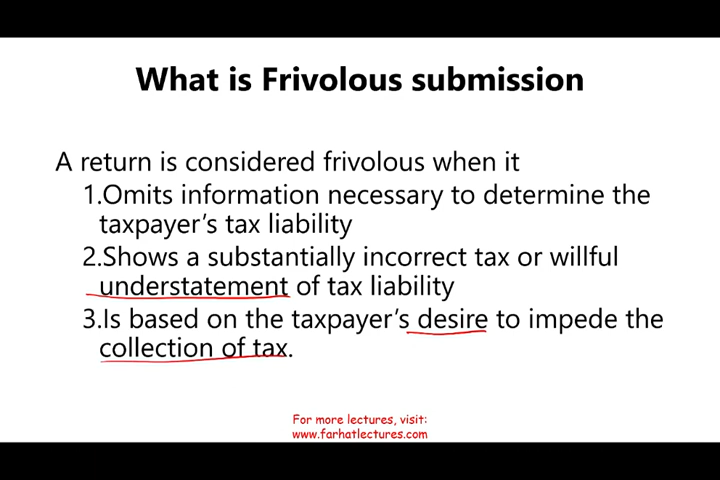 What is Frivolous submission
A return is considered frivolous when it
1.Omits information necessary to determine the
taxpayer’s tax liability
2.Shows a substantially incorrect tax or willful
understatement of tax liability
3.Is based on the taxpayer’s desire to impede the
collection of tax.
For more lectures, visit:
www.farhatlectures.com